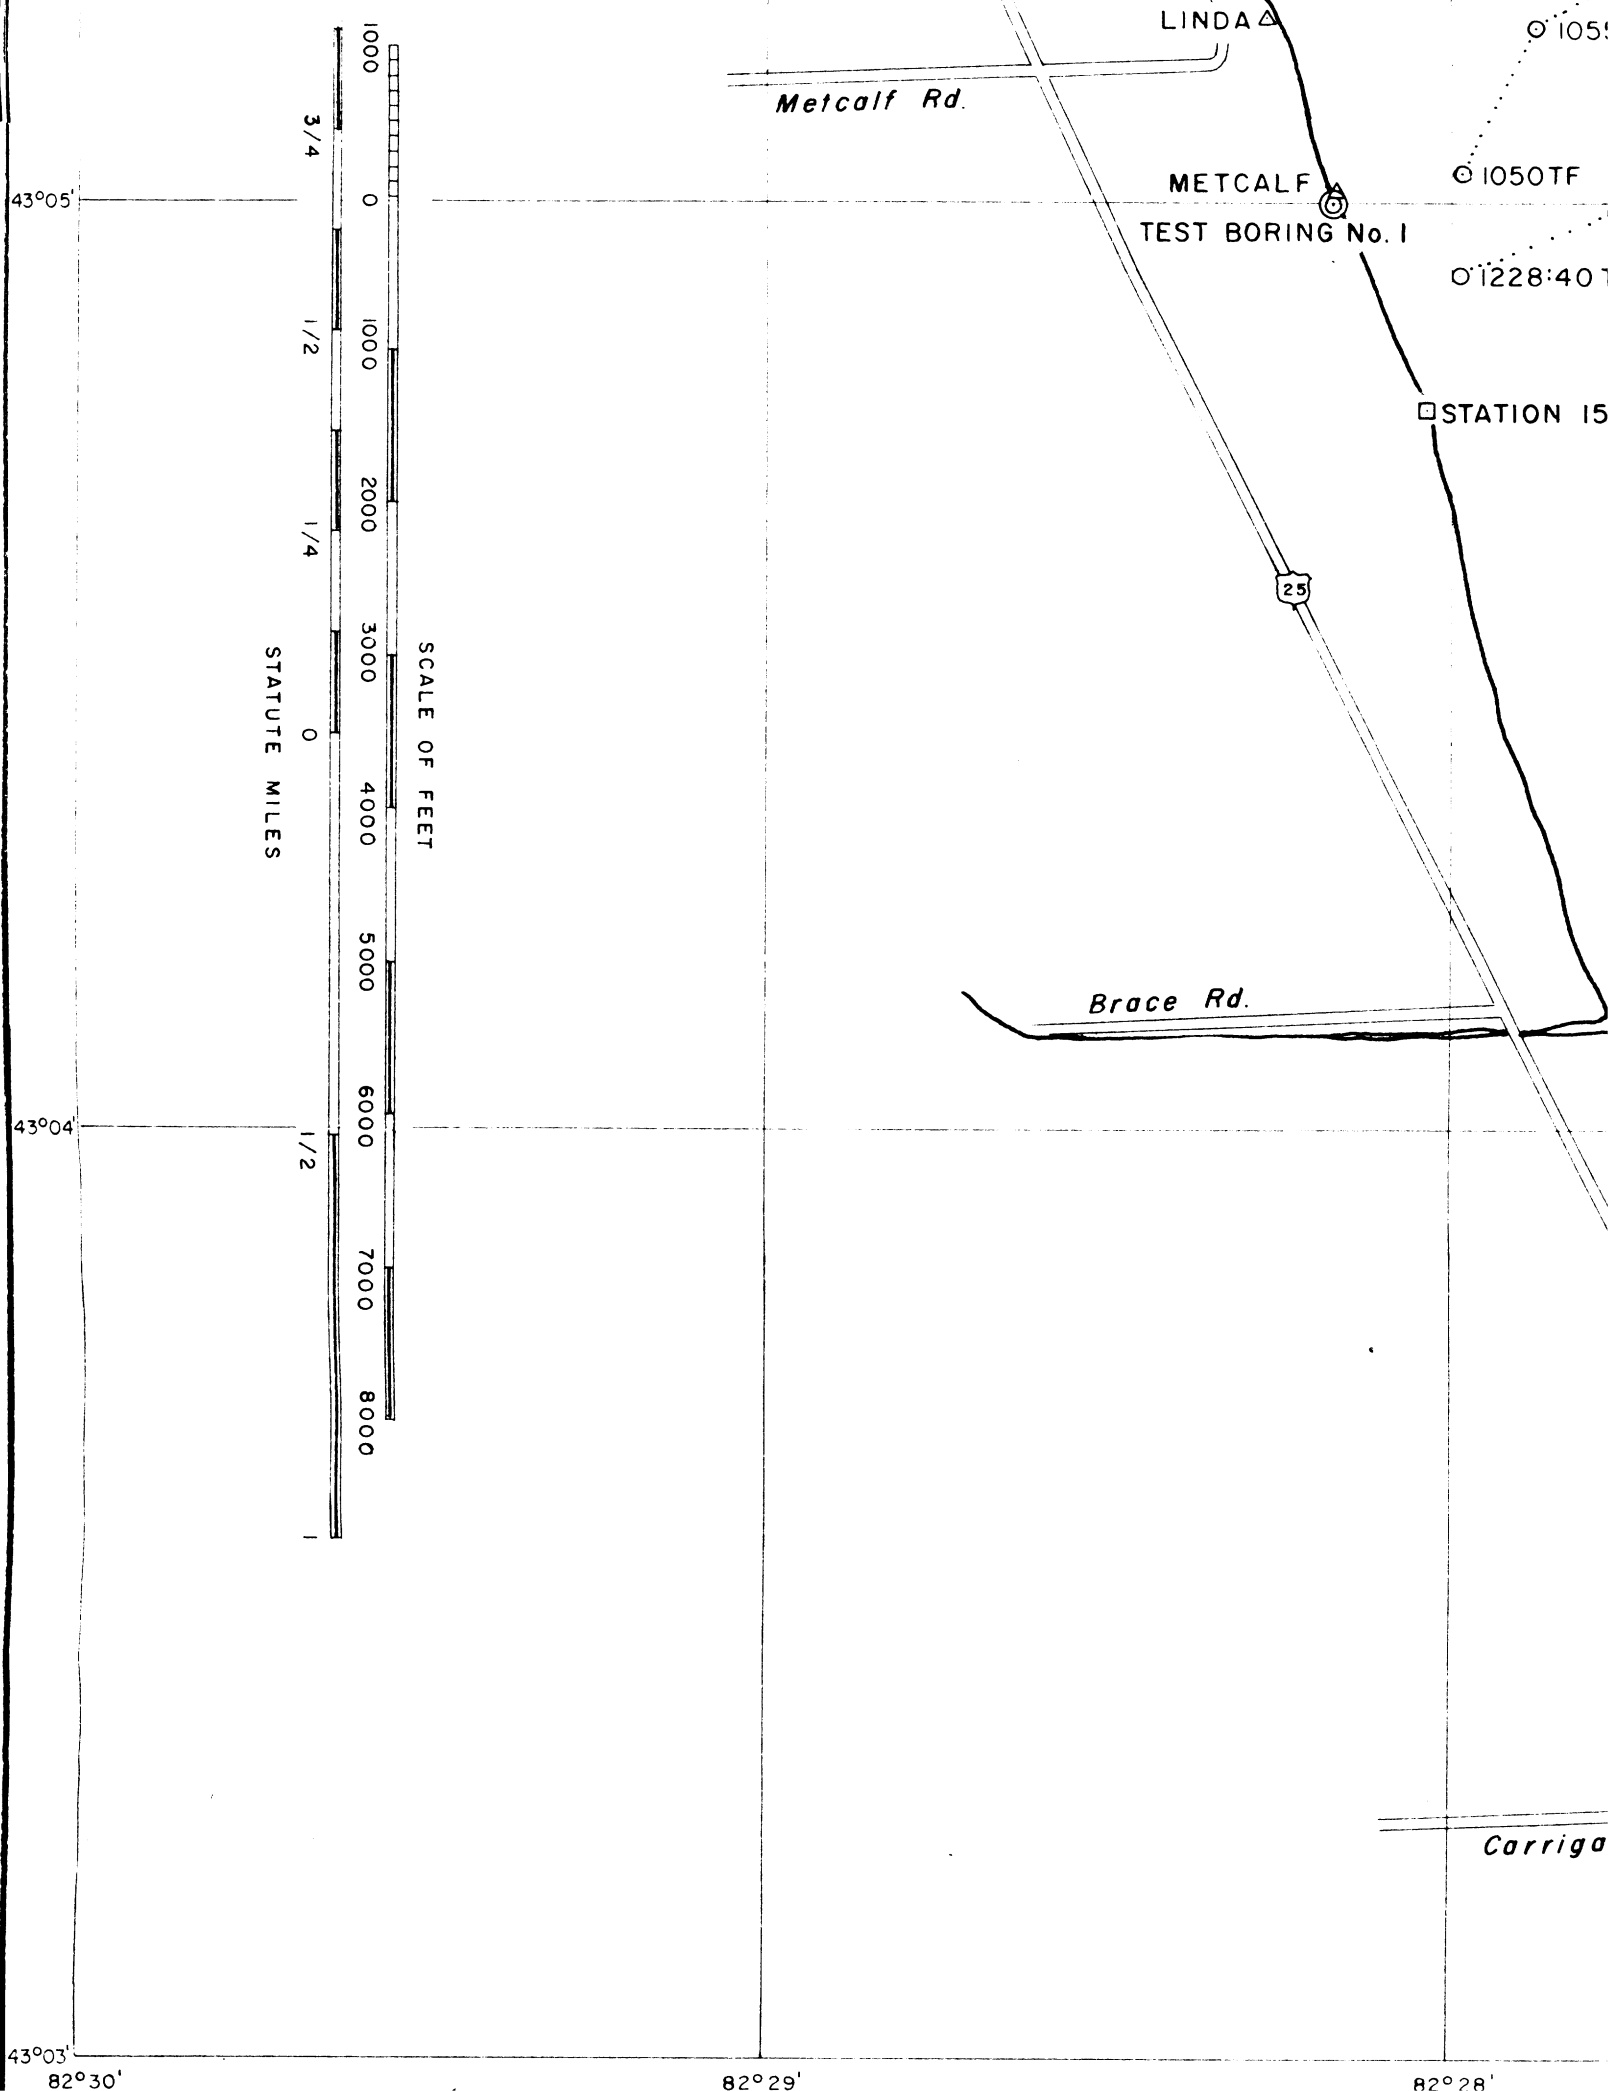 LINDA
Metcalf Rd.
43°05'
METCALF
1050TF
TEST BORING No. 1
STATION 15
25
1000
0
1000
2000
3000
4000
5000
6000
7000
8000
SCALE OF FEET
3/4
1/2
1/4
0
1/2
1
STATUTE MILES
Brace Rd.
43°04'
43°03'
82°30'
82°29'
82°28'